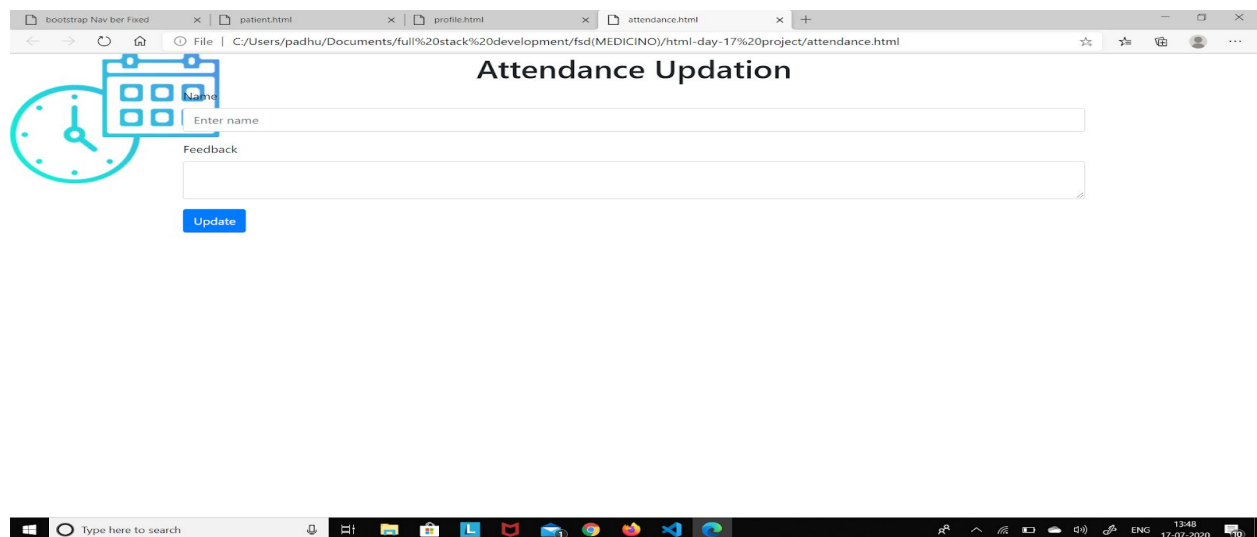 bootstrap Nav ber Fixed patient.html profile.html attendance.html
File | C:/Users/padhu/Documents/full%20stack%20development/fsd(MEDICINO)/html-day-17%20project/attendance.html
Attendance Updation
Name
Enter name
Feedback
Update
Type here to search L 1 ENG 13:48
17-07-2020 10